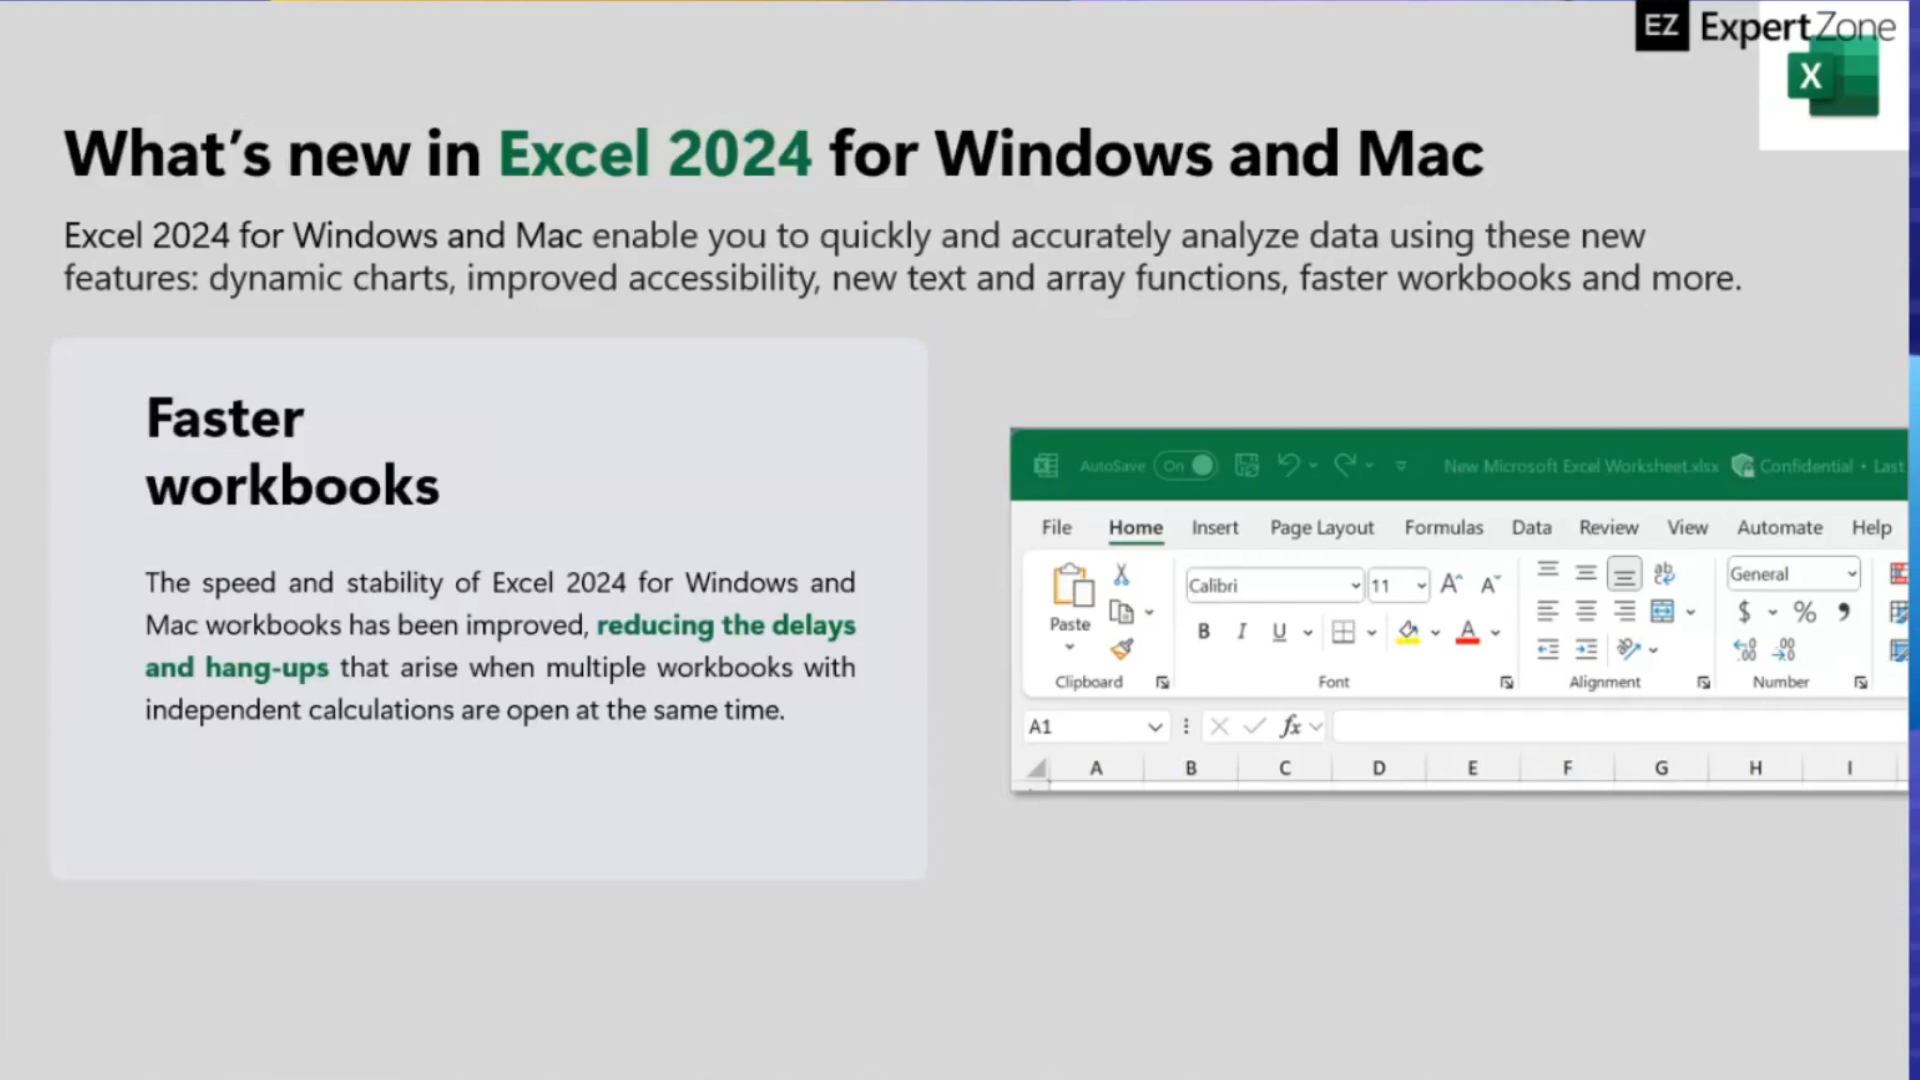 EZ ExpertZone
X
What's new in Excel 2024 for Windows and Mac
Excel 2024 for Windows and Mac enable you to quickly and accurately analyze data using these new
features: dynamic charts, improved accessibility, new text and array functions, faster workbooks and more.
Faster
workbooks
The speed and stability of Excel 2024 for Windows and
Mac workbooks has been improved, reducing the delays
and hang-ups that arise when multiple workbooks with
independent calculations are open at the same time.
AutoSave On New Microsoft Excel Worksheet.xlsx Confidential • Last
File Home Insert Page Layout Formulas Data Review View Automate Help
Calibri 11 A A ab General
Paste B I U A $ % 9
Clipboard Font Alignment Number
A1 fx
A B C D E F G H I